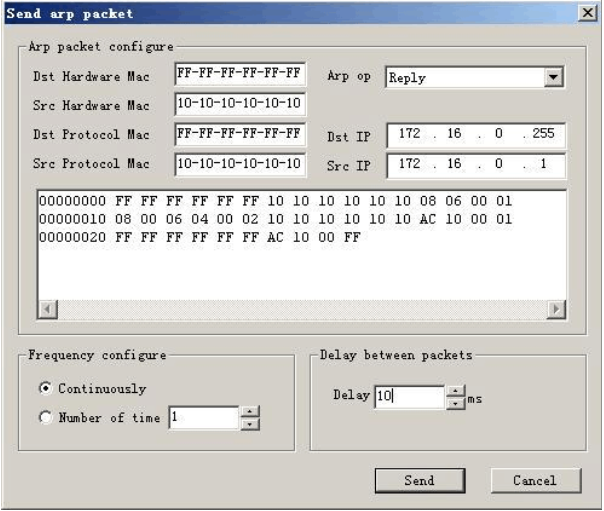 Send arp packet
Arp packet configure
Dst Hardware Mac FF-FF-FF-FF-FF-FF Arp op Reply
Src Hardware Mac 10-10-10-10-10-10
Dst Protocol Mac FF-FF-FF-FF-FF-FF Dst IP 172 . 16 . 0 . 255
Src Protocol Mac 10-10-10-10-10-10 Src IP 172 . 16 . 0 . 1
00000000 FF FF FF FF FF FF 10 10 10 10 10 10 08 06 00 01
00000010 08 00 06 04 00 02 10 10 10 10 10 10 AC 10 00 01
00000020 FF FF FF FF FF FF AC 10 00 FF
Frequency configure Delay between packets
Continuously
Delay 10 ms
Number of time 1
Send Cancel